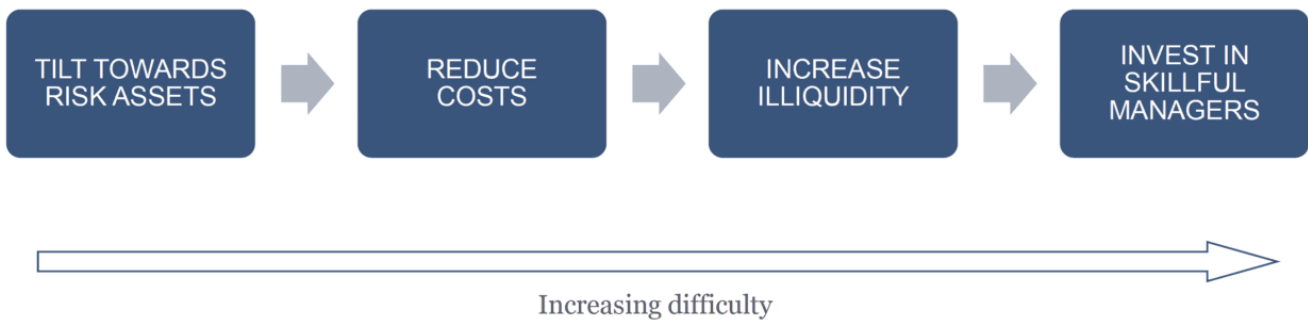 TILT TOWARDS
RISK ASSETS
REDUCE
COSTS
INCREASE
ILLIQUIDITY
INVEST IN
SKILLFUL
MANAGERS
Increasing difficulty